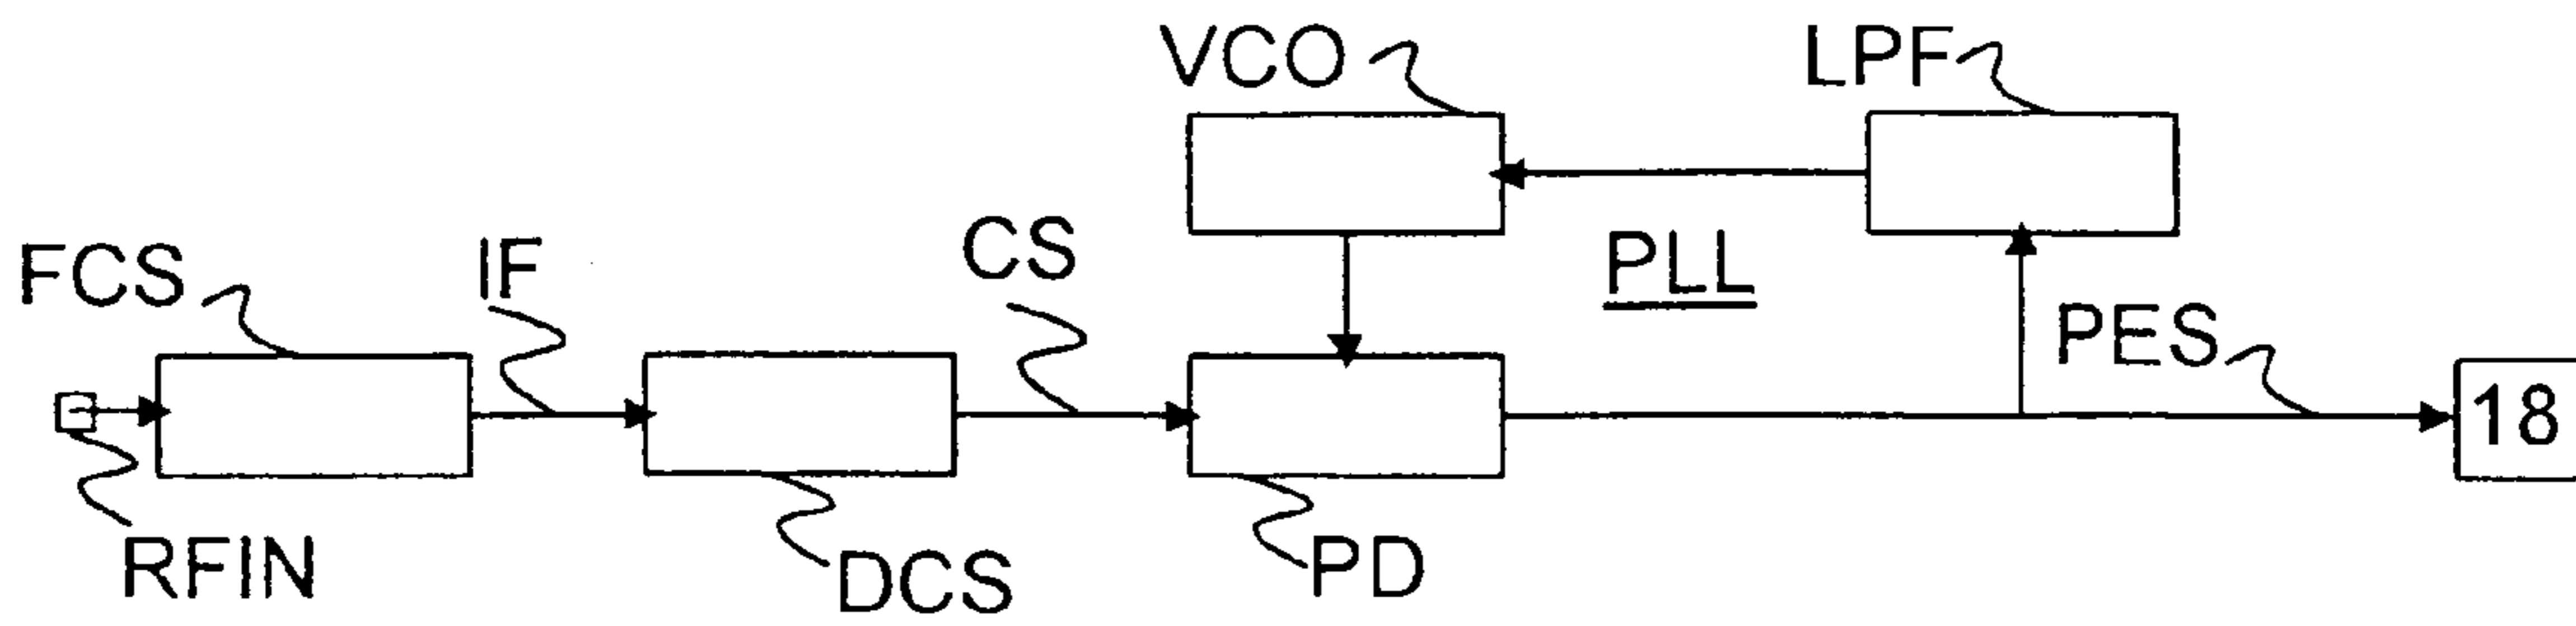 VCO
LPF
FCS
IF
CS
PLL
PES
18
RFIN
DCS
PD